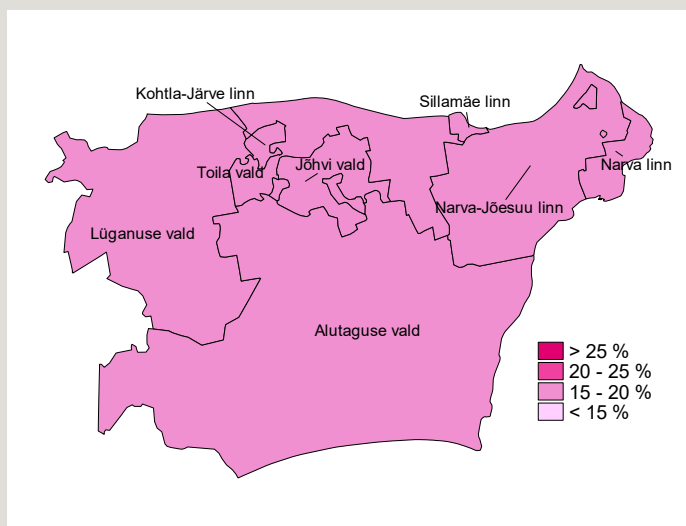 Kohtla-Järve linn
Sillamäe linn
Toila vald
Jõhvi vald
Narva linn
Narva-Jõesuu linn
Lüganuse vald
Alutaguse vald
> 25 %
20 - 25 %
15 - 20 %
< 15 %